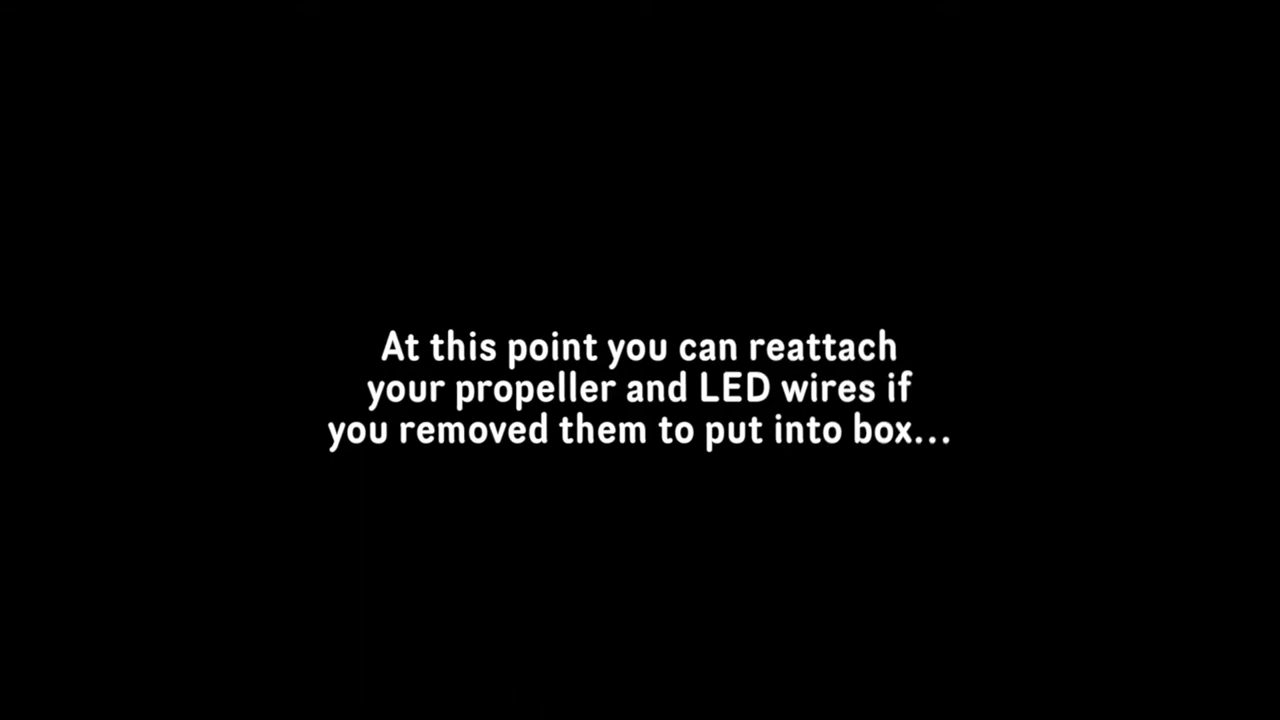 At this point you can reattach
your propeller and LED wires if
you removed them to put into box...